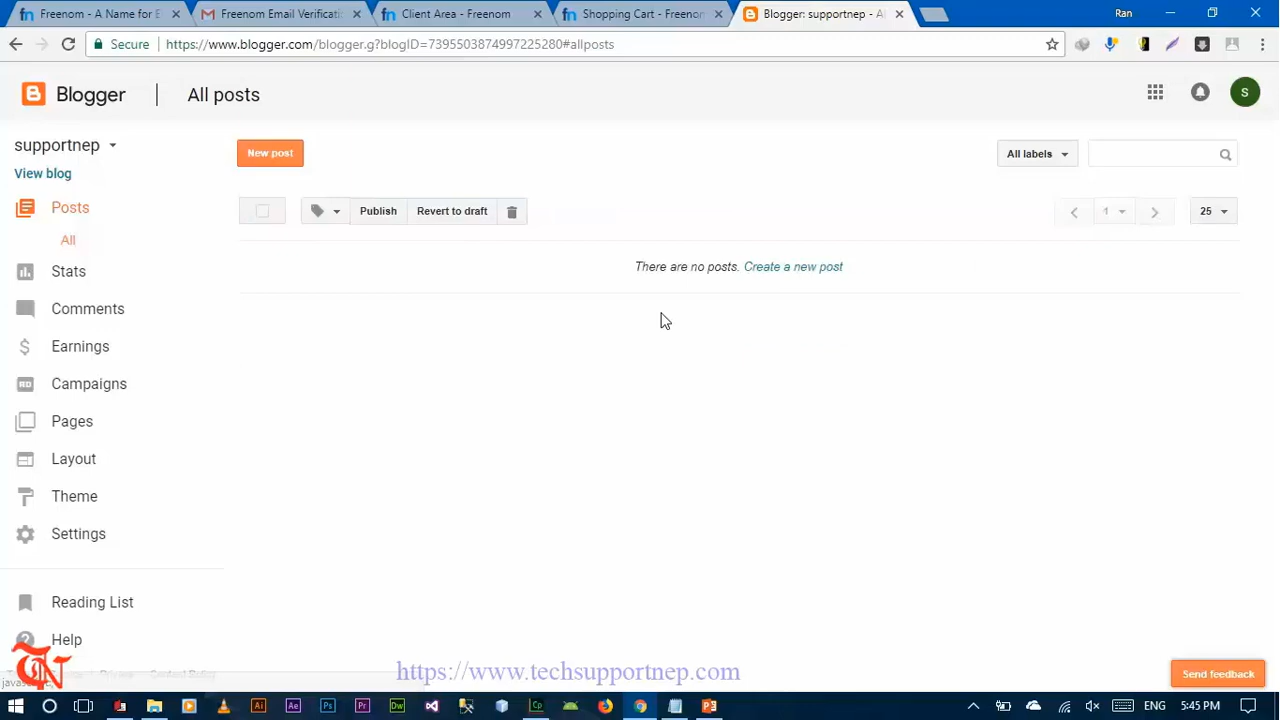 Freenom - A Name for E
Freenom Email Verificati
Client Area - Freenom
Shopping Cart - Freenom
Blogger: supportnep - Al
Ran
Secure
https://www.blogger.com/blogger.g?blogID=7395503874997225280#allposts
Blogger
All posts
S
supportnep
New post
All labels
View blog
Posts
Publish
Revert to draft
1
25
All
There are no posts. Create a new post
Stats
Comments
Earnings
Campaigns
Pages
Layout
Theme
Settings
Reading List
Help
https://www.techsupportnep.com
Send feedback
Content Policy
ENG
5:45 PM